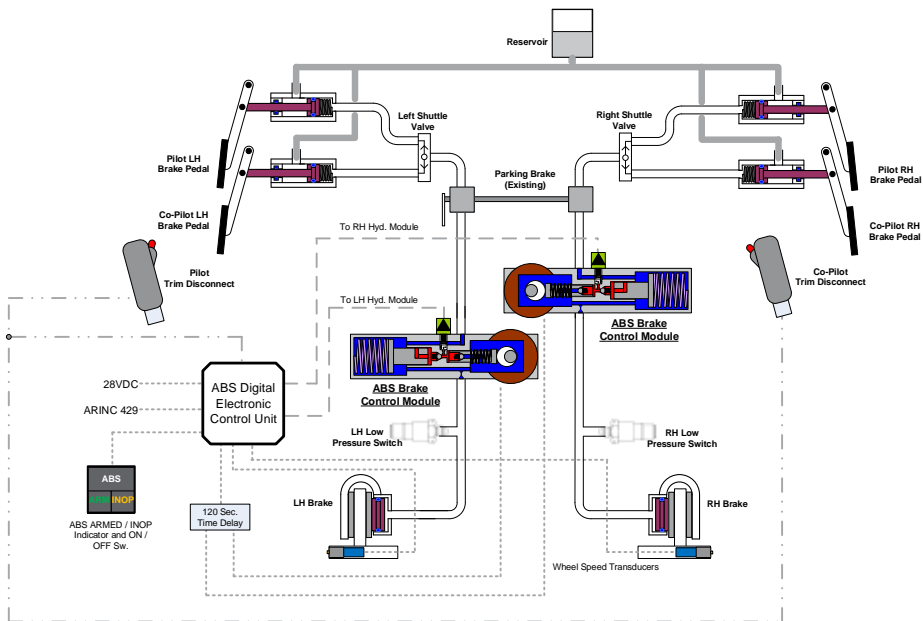 Reservoir
Left Shuttle
Valve
Right Shuttle
Valve
Pilot LH
Brake Pedal
Parking Brake
(Existing)
Pilot RH
Brake Pedal
Co-Pilot LH
Brake Pedal
Co-Pilot RH
Brake Pedal
To RH Hyd. Module
Pilot
Trim Disconnect
Co-Pilot
Trim Disconnect
To LH Hyd. Module
ABS Brake
Control Module
ABS Brake
Control Module
28VDC
ARINC 429
ABS Digital
Electronic
Control Unit
LH Low
Pressure Switch
RH Low
Pressure Switch
ABS
ARM INOP
LH Brake
RH Brake
120 Sec.
Time Delay
ABS ARMED / INOP
Indicator and ON /
OFF Sw.
Wheel Speed Transducers